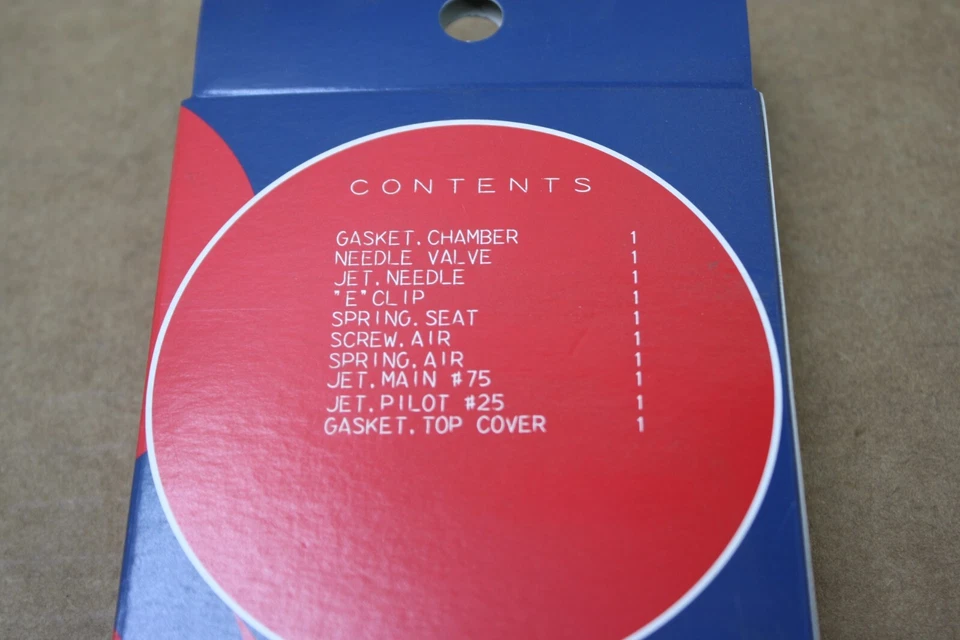 CONTENTS
GASKET.CHAMBER 1
NEEDLE VALVE 1
JET.NEEDLE 1
"E"CLIP 1
SPRING.SEAT 1
SCREW.AIR 1
SPRING.AIR 1
JET.MAIN #75 1
JET.PILOT #25 1
GASKET.TOP COVER 1